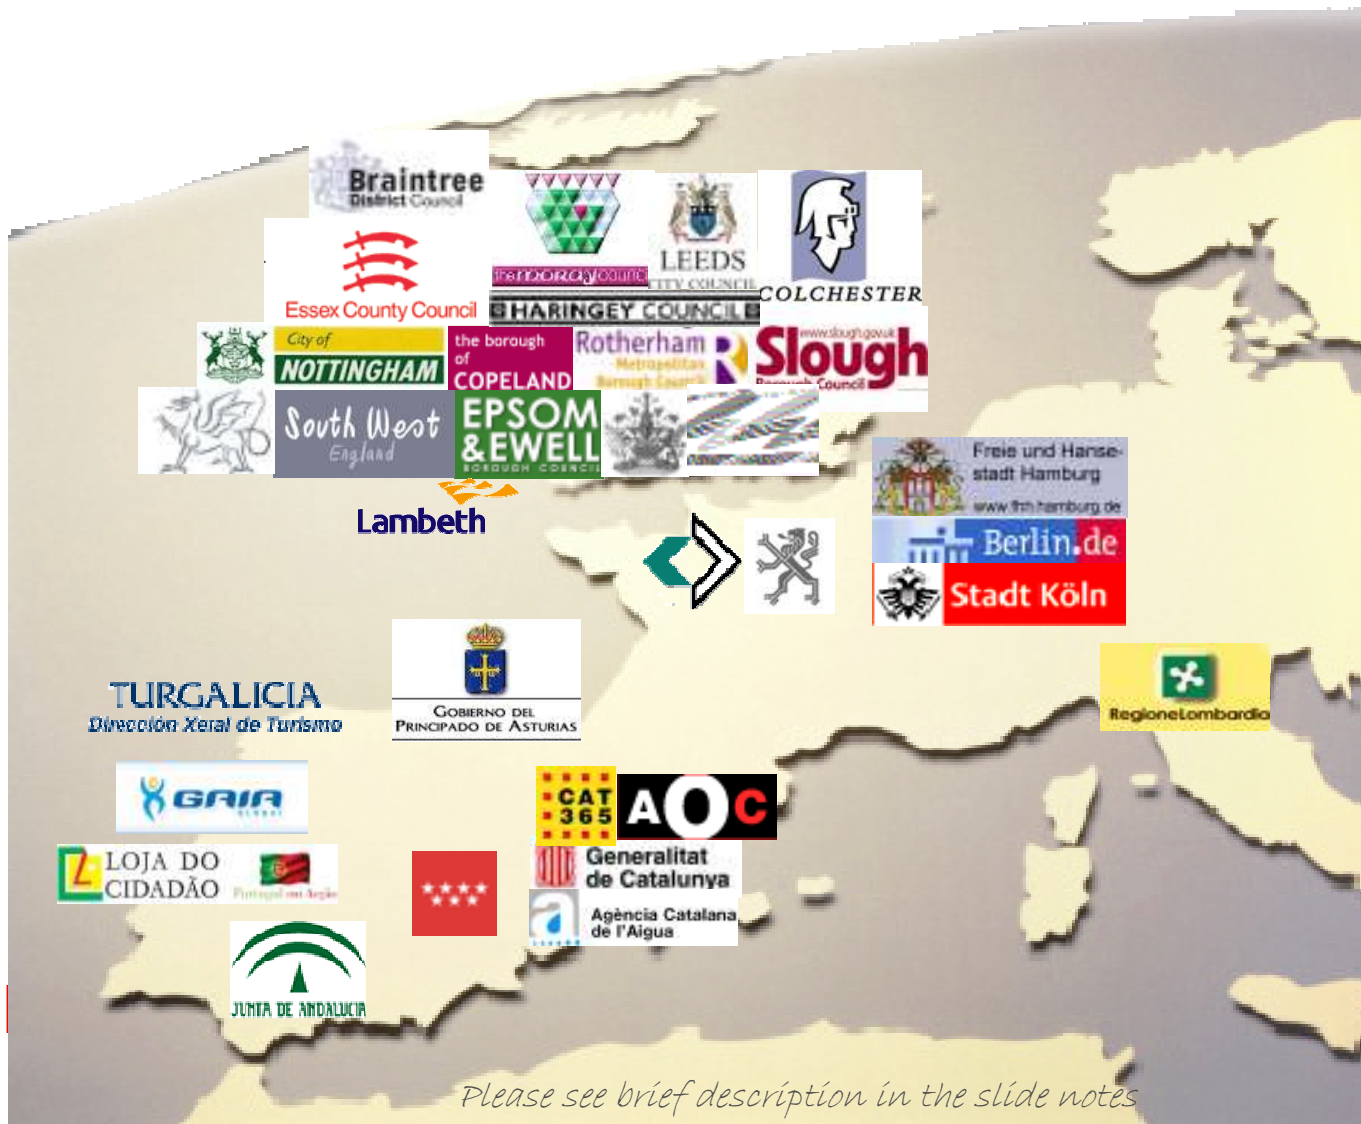 Braintree
District Council
the moray council
LEEDS
CITY COUNCIL
COLCHESTER
Essex County Council
HARINGEY COUNCIL
City of
NOTTINGHAM
the borough
of
COPELAND
Rotherham
Metropolitan
Borough Council
www.slough.gov.uk
Slough
Borough Council
South West
England
EPSOM
&EWELL
BOROUGH COUNCIL
Lambeth
Freie und Hanse-
stadt Hamburg
www.fhh.hamburg.de
Berlin.de
Stadt Köln
GOBIERNO DEL
PRINCIPADO DE ASTURIAS
TURGALICIA
Dirección Xeral de Turismo
RegioneLombardia
GAIA
GLOBAL
CAT
365
AOC
LOJA DO
CIDADÃO
Portugal em Acção
Generalitat
de Catalunya
Agència Catalana
de l'Aigua
JUNTA DE ANDALUCIA
Please see brief description in the slide notes